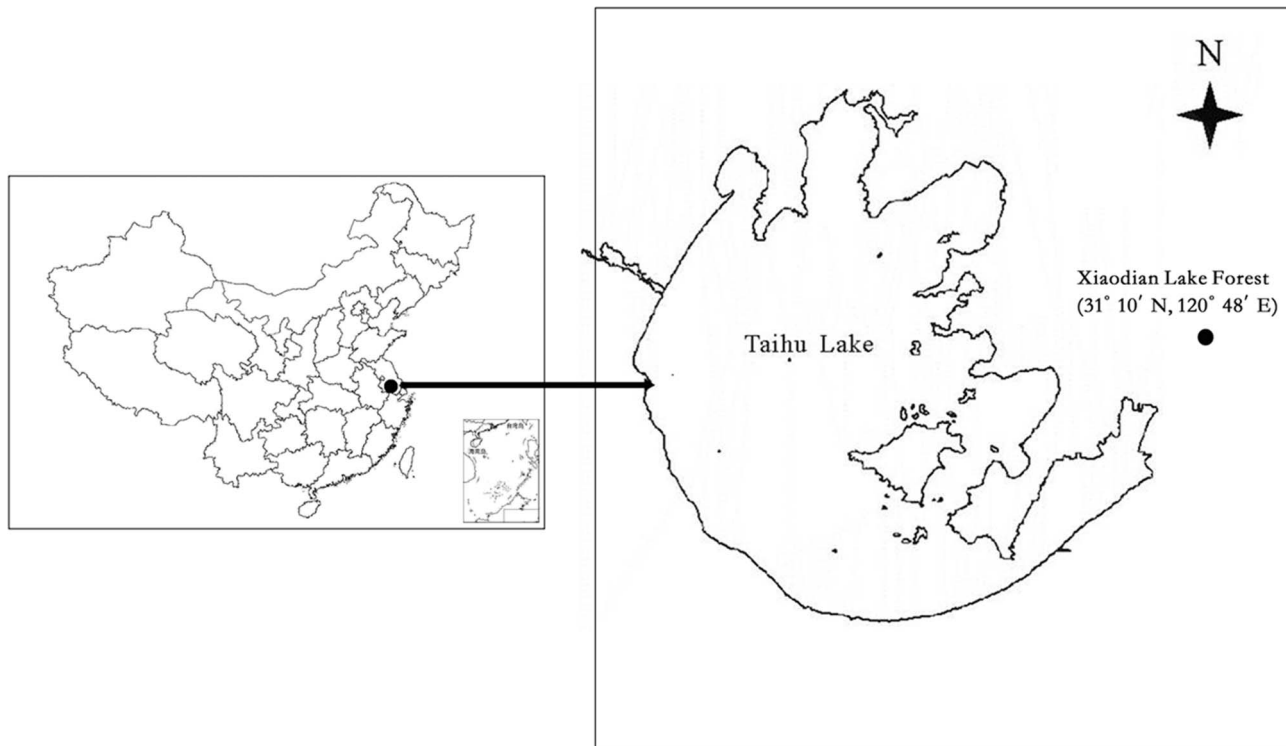 N
Xiaodian Lake Forest
(31° 10′ N, 120° 48′ E)
Taihu Lake